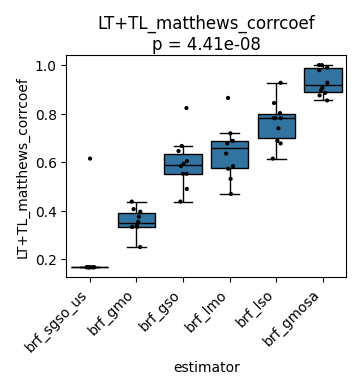 LT+TL_matthews_corrcoef
p = 4.41e-08
LT+TL_matthews_corrcoef
1.0
0.8
0.6
0.4
0.2
brf_sgso_us
brf_gmo
brf_gso
brf_lmo
brf_lso
brf_gmosa
estimator